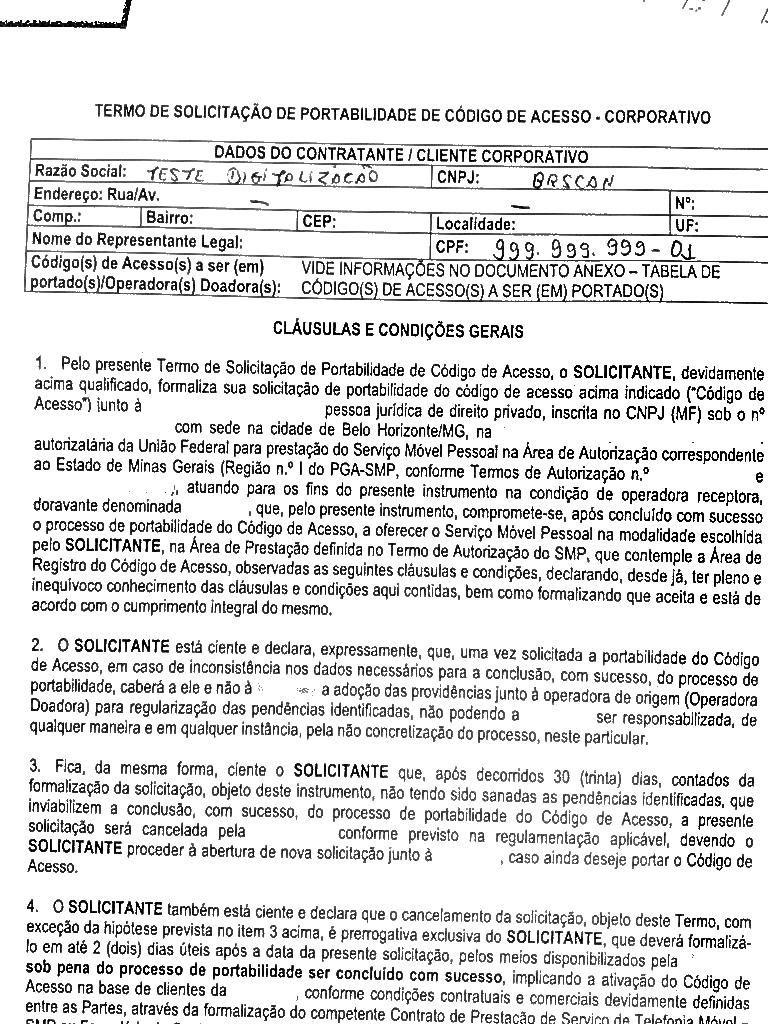 TERMO DE SOLICITAÇÃO DE PORTABILIDADE DE CÓDIGO DE ACESSO - CORPORATIVO
DADOS DO CONTRATANTE / CLIENTE CORPORATIVO
Razão Social: TESTE DIGITALIZACAO CNPJ: BRSCAN
Endereço: Rua/Av. — — Nº:
Comp.: Bairro: CEP: Localidade: UF:
Nome do Representante Legal: CPF: 999.999.999-01
Código(s) de Acesso(s) a ser (em) VIDE INFORMAÇÕES NO DOCUMENTO ANEXO – TABELA DE
portado(s)/Operadora(s) Doadora(s): CÓDIGO(S) DE ACESSO(S) A SER (EM) PORTADO(S)
CLÁUSULAS E CONDIÇÕES GERAIS
1. Pelo presente Termo de Solicitação de Portabilidade de Código de Acesso, o SOLICITANTE, devidamente
acima qualificado, formaliza sua solicitação de portabilidade do código de acesso acima indicado ("Código de
Acesso") junto à pessoa jurídica de direito privado, inscrita no CNPJ (MF) sob o nº
com sede na cidade de Belo Horizonte/MG, na
autorizatária da União Federal para prestação do Serviço Móvel Pessoal na Área de Autorização correspondente
ao Estado de Minas Gerais (Região n.º I do PGA-SMP, conforme Termos de Autorização n.º e
, atuando para os fins do presente instrumento na condição de operadora receptora,
doravante denominada , que, pelo presente instrumento, compromete-se, após concluído com sucesso
o processo de portabilidade do Código de Acesso, a oferecer o Serviço Móvel Pessoal na modalidade escolhida
pelo SOLICITANTE, na Área de Prestação definida no Termo de Autorização do SMP, que contemple a Área de
Registro do Código de Acesso, observadas as seguintes cláusulas e condições, declarando, desde já, ter pleno e
inequívoco conhecimento das cláusulas e condições aqui contidas, bem como formalizando que aceita e está de
acordo com o cumprimento integral do mesmo.
2. O SOLICITANTE está ciente e declara, expressamente, que, uma vez solicitada a portabilidade do Código
de Acesso, em caso de inconsistência nos dados necessários para a conclusão, com sucesso, do processo de
portabilidade, caberá a ele e não à a adoção das providências junto à operadora de origem (Operadora
Doadora) para regularização das pendências identificadas, não podendo a ser responsabilizada, de
qualquer maneira e em qualquer instância, pela não concretização do processo, neste particular.
3. Fica, da mesma forma, ciente o SOLICITANTE que, após decorridos 30 (trinta) dias, contados da
formalização da solicitação, objeto deste instrumento, não tendo sido sanadas as pendências identificadas, que
inviabilizem a conclusão, com sucesso, do processo de portabilidade do Código de Acesso, a presente
solicitação será cancelada pela conforme previsto na regulamentação aplicável, devendo o
SOLICITANTE proceder à abertura de nova solicitação junto à , caso ainda deseje portar o Código de
Acesso.
4. O SOLICITANTE também está ciente e declara que o cancelamento da solicitação, objeto deste Termo, com
exceção da hipótese prevista no item 3 acima, é prerrogativa exclusiva do SOLICITANTE, que deverá formalizá-
lo em até 2 (dois) dias úteis após a data da presente solicitação, pelos meios disponibilizados pela
sob pena do processo de portabilidade ser concluído com sucesso, implicando a ativação do Código de
Acesso na base de clientes da , conforme condições contratuais e comerciais devidamente definidas
entre as Partes, através da formalização do competente Contrato de Prestação de Serviço de Telefonia Móvel –